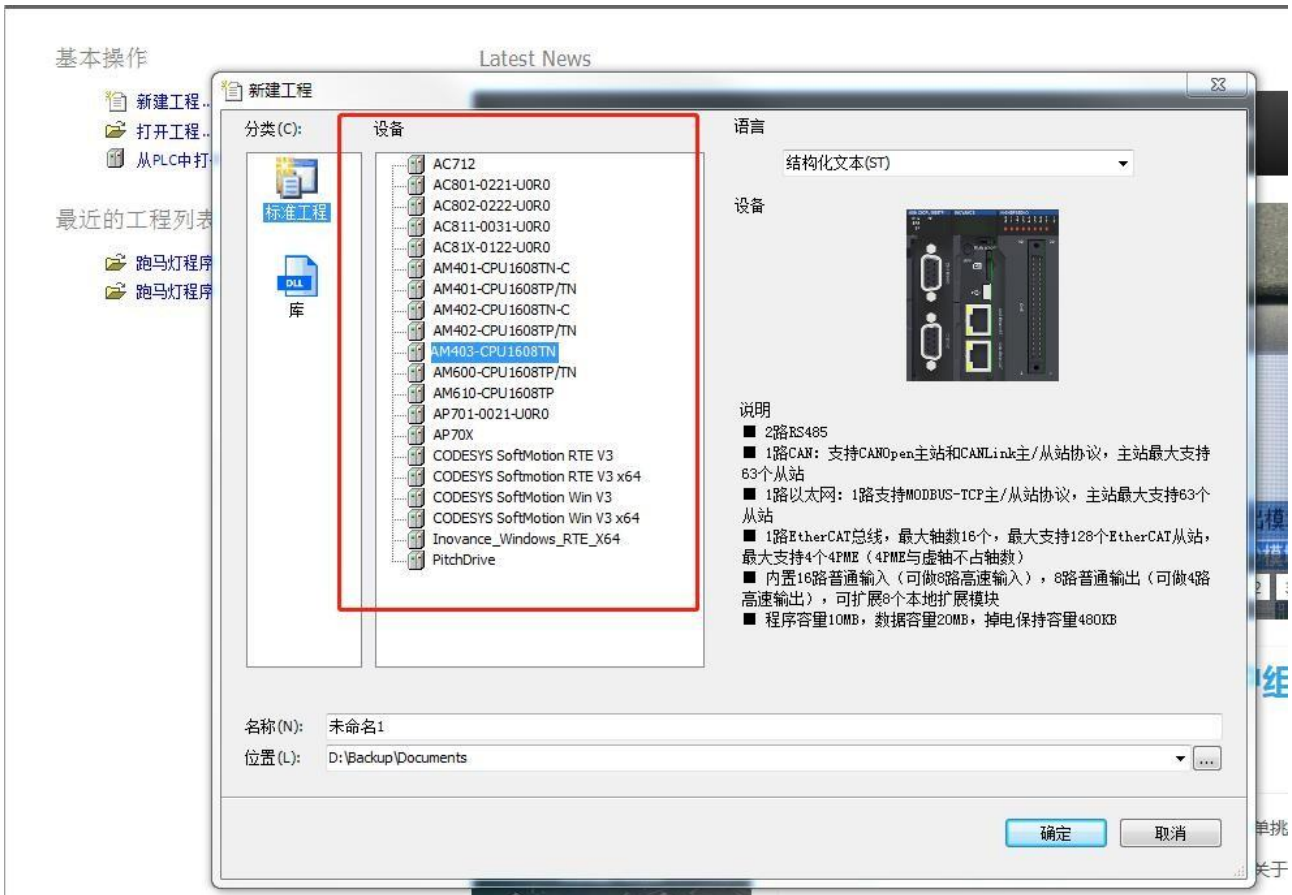 基本操作
Latest News
新建工程..
打开工程..
从PLC中打
最近的工程列表
跑马灯程序
跑马灯程序
新建工程
分类(C):
标准工程
DLL
库
设备
AC712
AC801-0221-U0R0
AC802-0222-U0R0
AC811-0031-U0R0
AC81X-0122-U0R0
AM401-CPU1608TN-C
AM401-CPU1608TP/TN
AM402-CPU1608TN-C
AM402-CPU1608TP/TN
AM403-CPU1608TN
AM600-CPU1608TP/TN
AM610-CPU1608TP
AP701-0021-U0R0
AP70X
CODESYS SoftMotion RTE V3
CODESYS Softmotion RTE V3 x64
CODESYS SoftMotion Win V3
CODESYS SoftMotion Win V3 x64
Inovance_Windows_RTE_X64
PitchDrive
语言
结构化文本(ST)
设备
说明
■ 2路RS485
■ 1路CAN: 支持CANOpen主站和CANLink主/从站协议，主站最大支持
63个从站
■ 1路以太网: 1路支持MODBUS-TCP主/从站协议，主站最大支持63个
从站
■ 1路EtherCAT总线，最大轴数16个，最大支持128个EtherCAT从站，
最大支持4个4PME（4PME与虚轴不占轴数）
■ 内置16路普通输入（可做8路高速输入），8路普通输出（可做4路
高速输出），可扩展8个本地扩展模块
■ 程序容量10MB，数据容量20MB，掉电保持容量480KB
名称(N):
未命名1
位置(L):
D:\Backup\Documents
...
确定
取消
组
单挑
关于